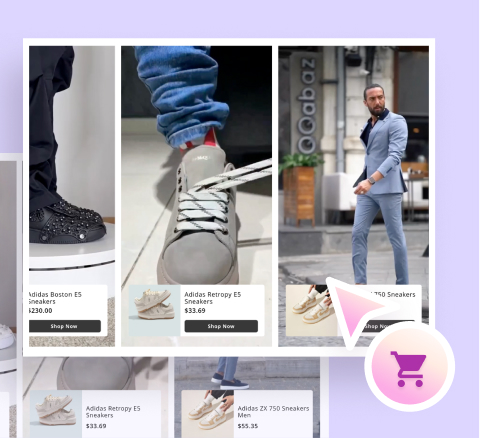 oOabaz
Adidas Boston E5
Sneakers
$230.00
Shop Now
Adidas Retropy E5
Sneakers
$33.69
Shop Now
750 Sneakers
Shop Now
Adidas Retropy E5
Sneakers
$33.69
Adidas ZX 750 Sneakers
Men
$55.35